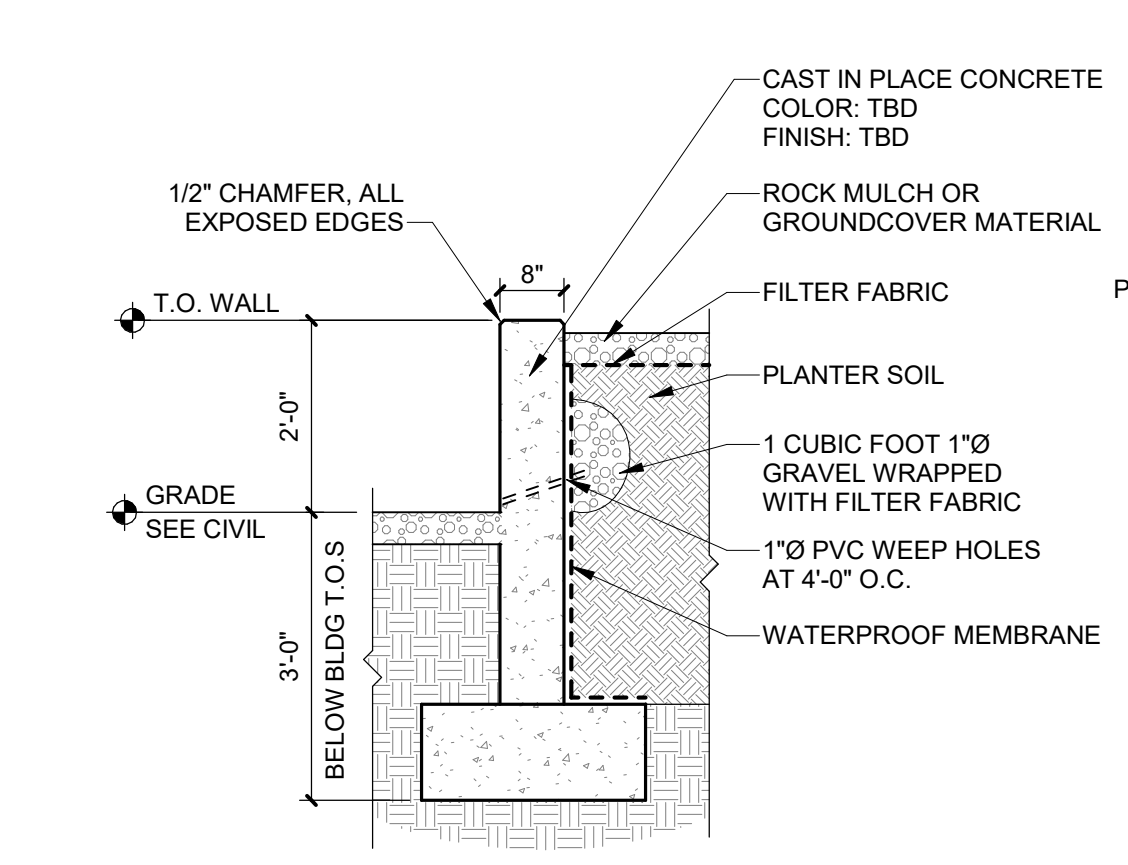 CAST IN PLACE CONCRETE
COLOR: TBD
FINISH: TBD
1/2" CHAMFER, ALL
EXPOSED EDGES
ROCK MULCH OR
GROUNDCOVER MATERIAL
8"
T.O. WALL
FILTER FABRIC
P
PLANTER SOIL
2'-0"
1 CUBIC FOOT 1"Ø
GRAVEL WRAPPED
WITH FILTER FABRIC
GRADE
SEE CIVIL
1"Ø PVC WEEP HOLES
AT 4'-0" O.C.
WATERPROOF MEMBRANE
3'-0"
BELOW BLDG T.O.S